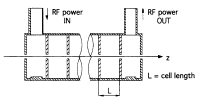 RF power RF power
IN OUT
z
L = cell length
L